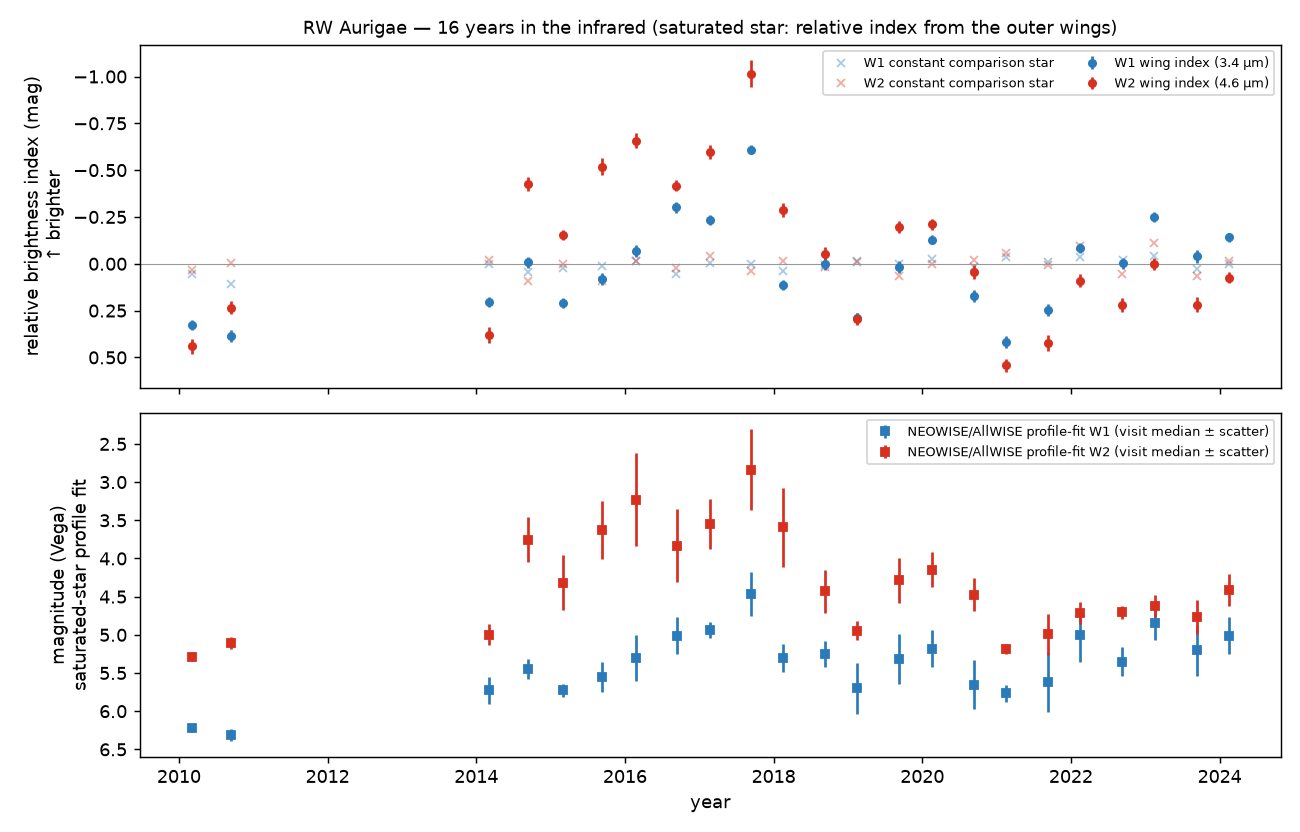 RW Aurigae — 16 years in the infrared (saturated star: relative index from the outer wings)
relative brightness index (mag)
↑ brighter
−1.00
−0.75
−0.50
−0.25
0.00
0.25
0.50
W1 constant comparison star
W2 constant comparison star
W1 wing index (3.4 μm)
W2 wing index (4.6 μm)
magnitude (Vega)
saturated-star profile fit
2.5
3.0
3.5
4.0
4.5
5.0
5.5
6.0
6.5
NEOWISE/AllWISE profile-fit W1 (visit median ± scatter)
NEOWISE/AllWISE profile-fit W2 (visit median ± scatter)
2010
2012
2014
2016
2018
2020
2022
2024
year